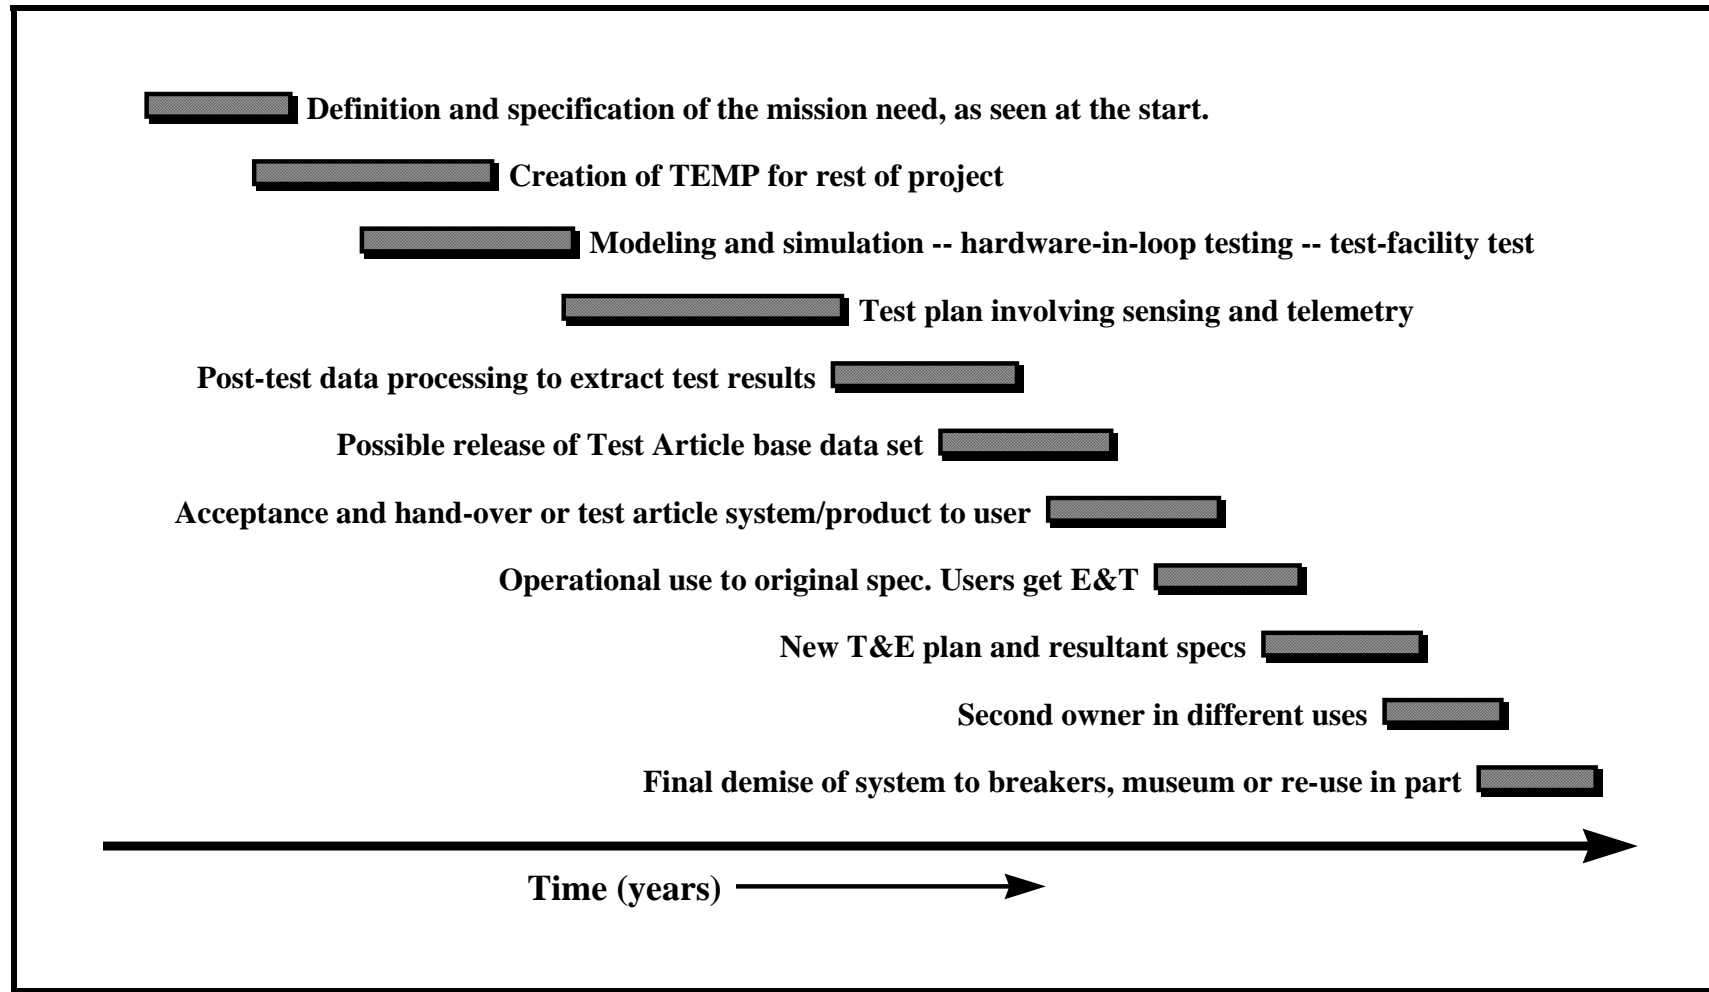 Definition and specification of the mission need, as seen at the start.
Creation of TEMP for rest of project
Modeling and simulation -- hardware-in-loop testing -- test-facility test
Test plan involving sensing and telemetry
Post-test data processing to extract test results
Possible release of Test Article base data set
Acceptance and hand-over or test article system/product to user
Operational use to original spec. Users get E&T
New T&E plan and resultant specs
Second owner in different uses
Final demise of system to breakers, museum or re-use in part
Time (years)